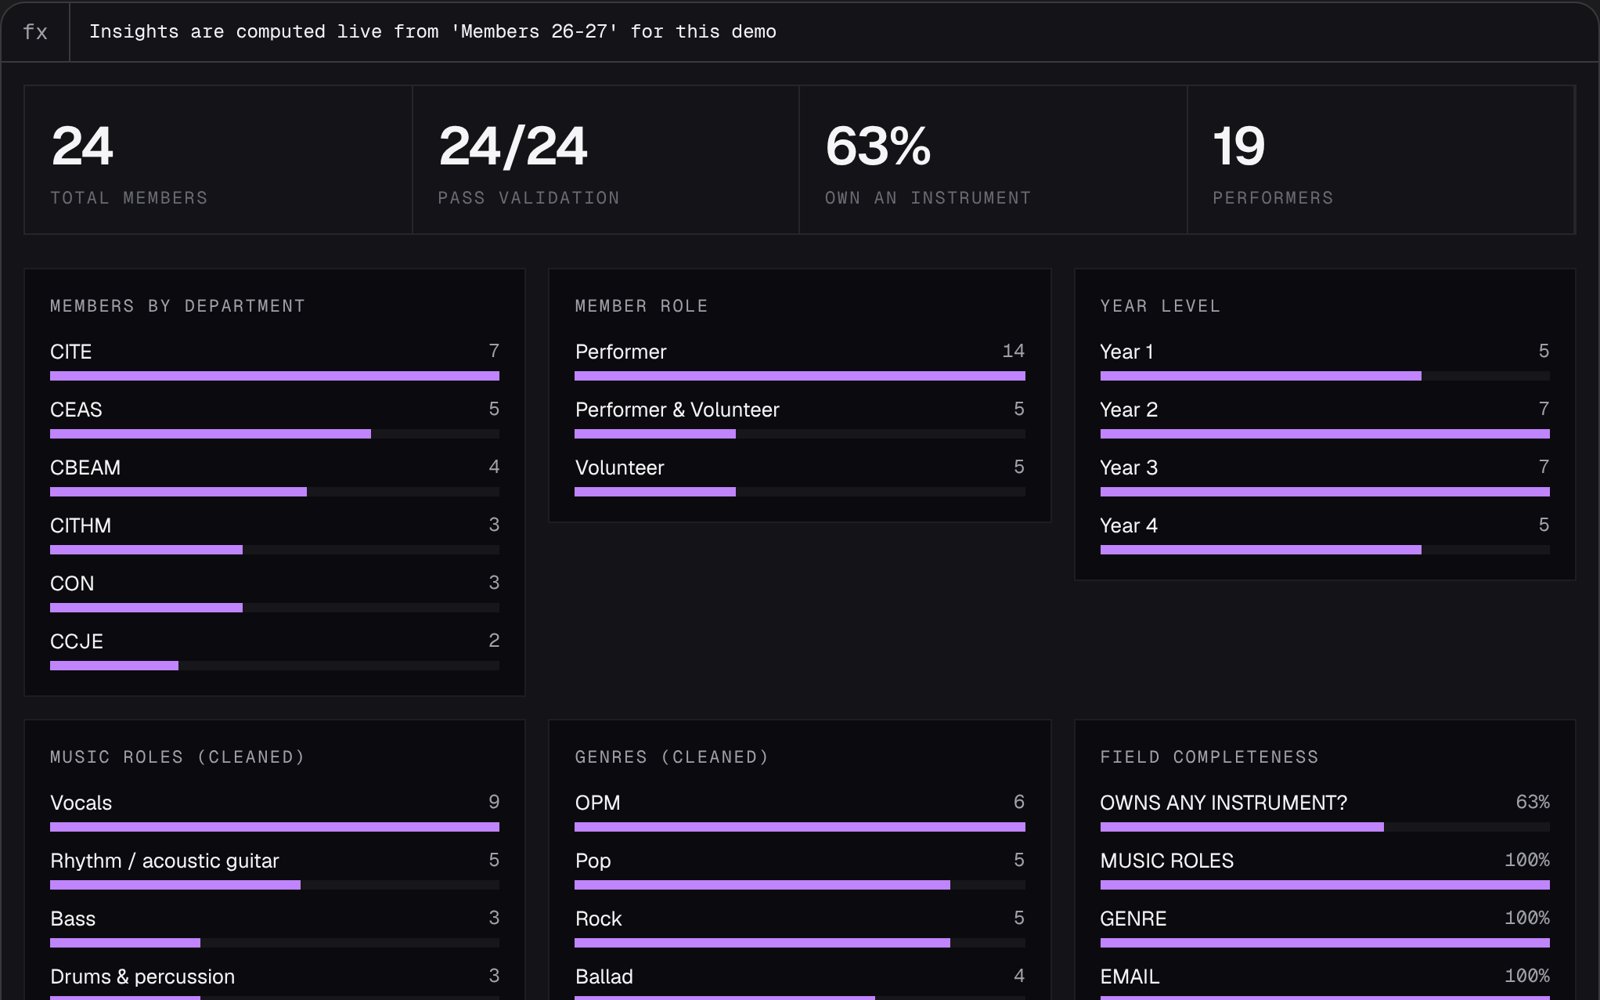 fx
Insights are computed live from 'Members 26-27' for this demo
24
TOTAL MEMBERS
24/24
PASS VALIDATION
63%
OWN AN INSTRUMENT
19
PERFORMERS
MEMBERS BY DEPARTMENT
CITE 7
CEAS 5
CBEAM 4
CITHM 3
CON 3
CCJE 2
MEMBER ROLE
Performer 14
Performer & Volunteer 5
Volunteer 5
YEAR LEVEL
Year 1 5
Year 2 7
Year 3 7
Year 4 5
MUSIC ROLES (CLEANED)
Vocals 9
Rhythm / acoustic guitar 5
Bass 3
Drums & percussion 3
GENRES (CLEANED)
OPM 6
Pop 5
Rock 5
Ballad 4
FIELD COMPLETENESS
OWNS ANY INSTRUMENT? 63%
MUSIC ROLES 100%
GENRE 100%
EMAIL 100%